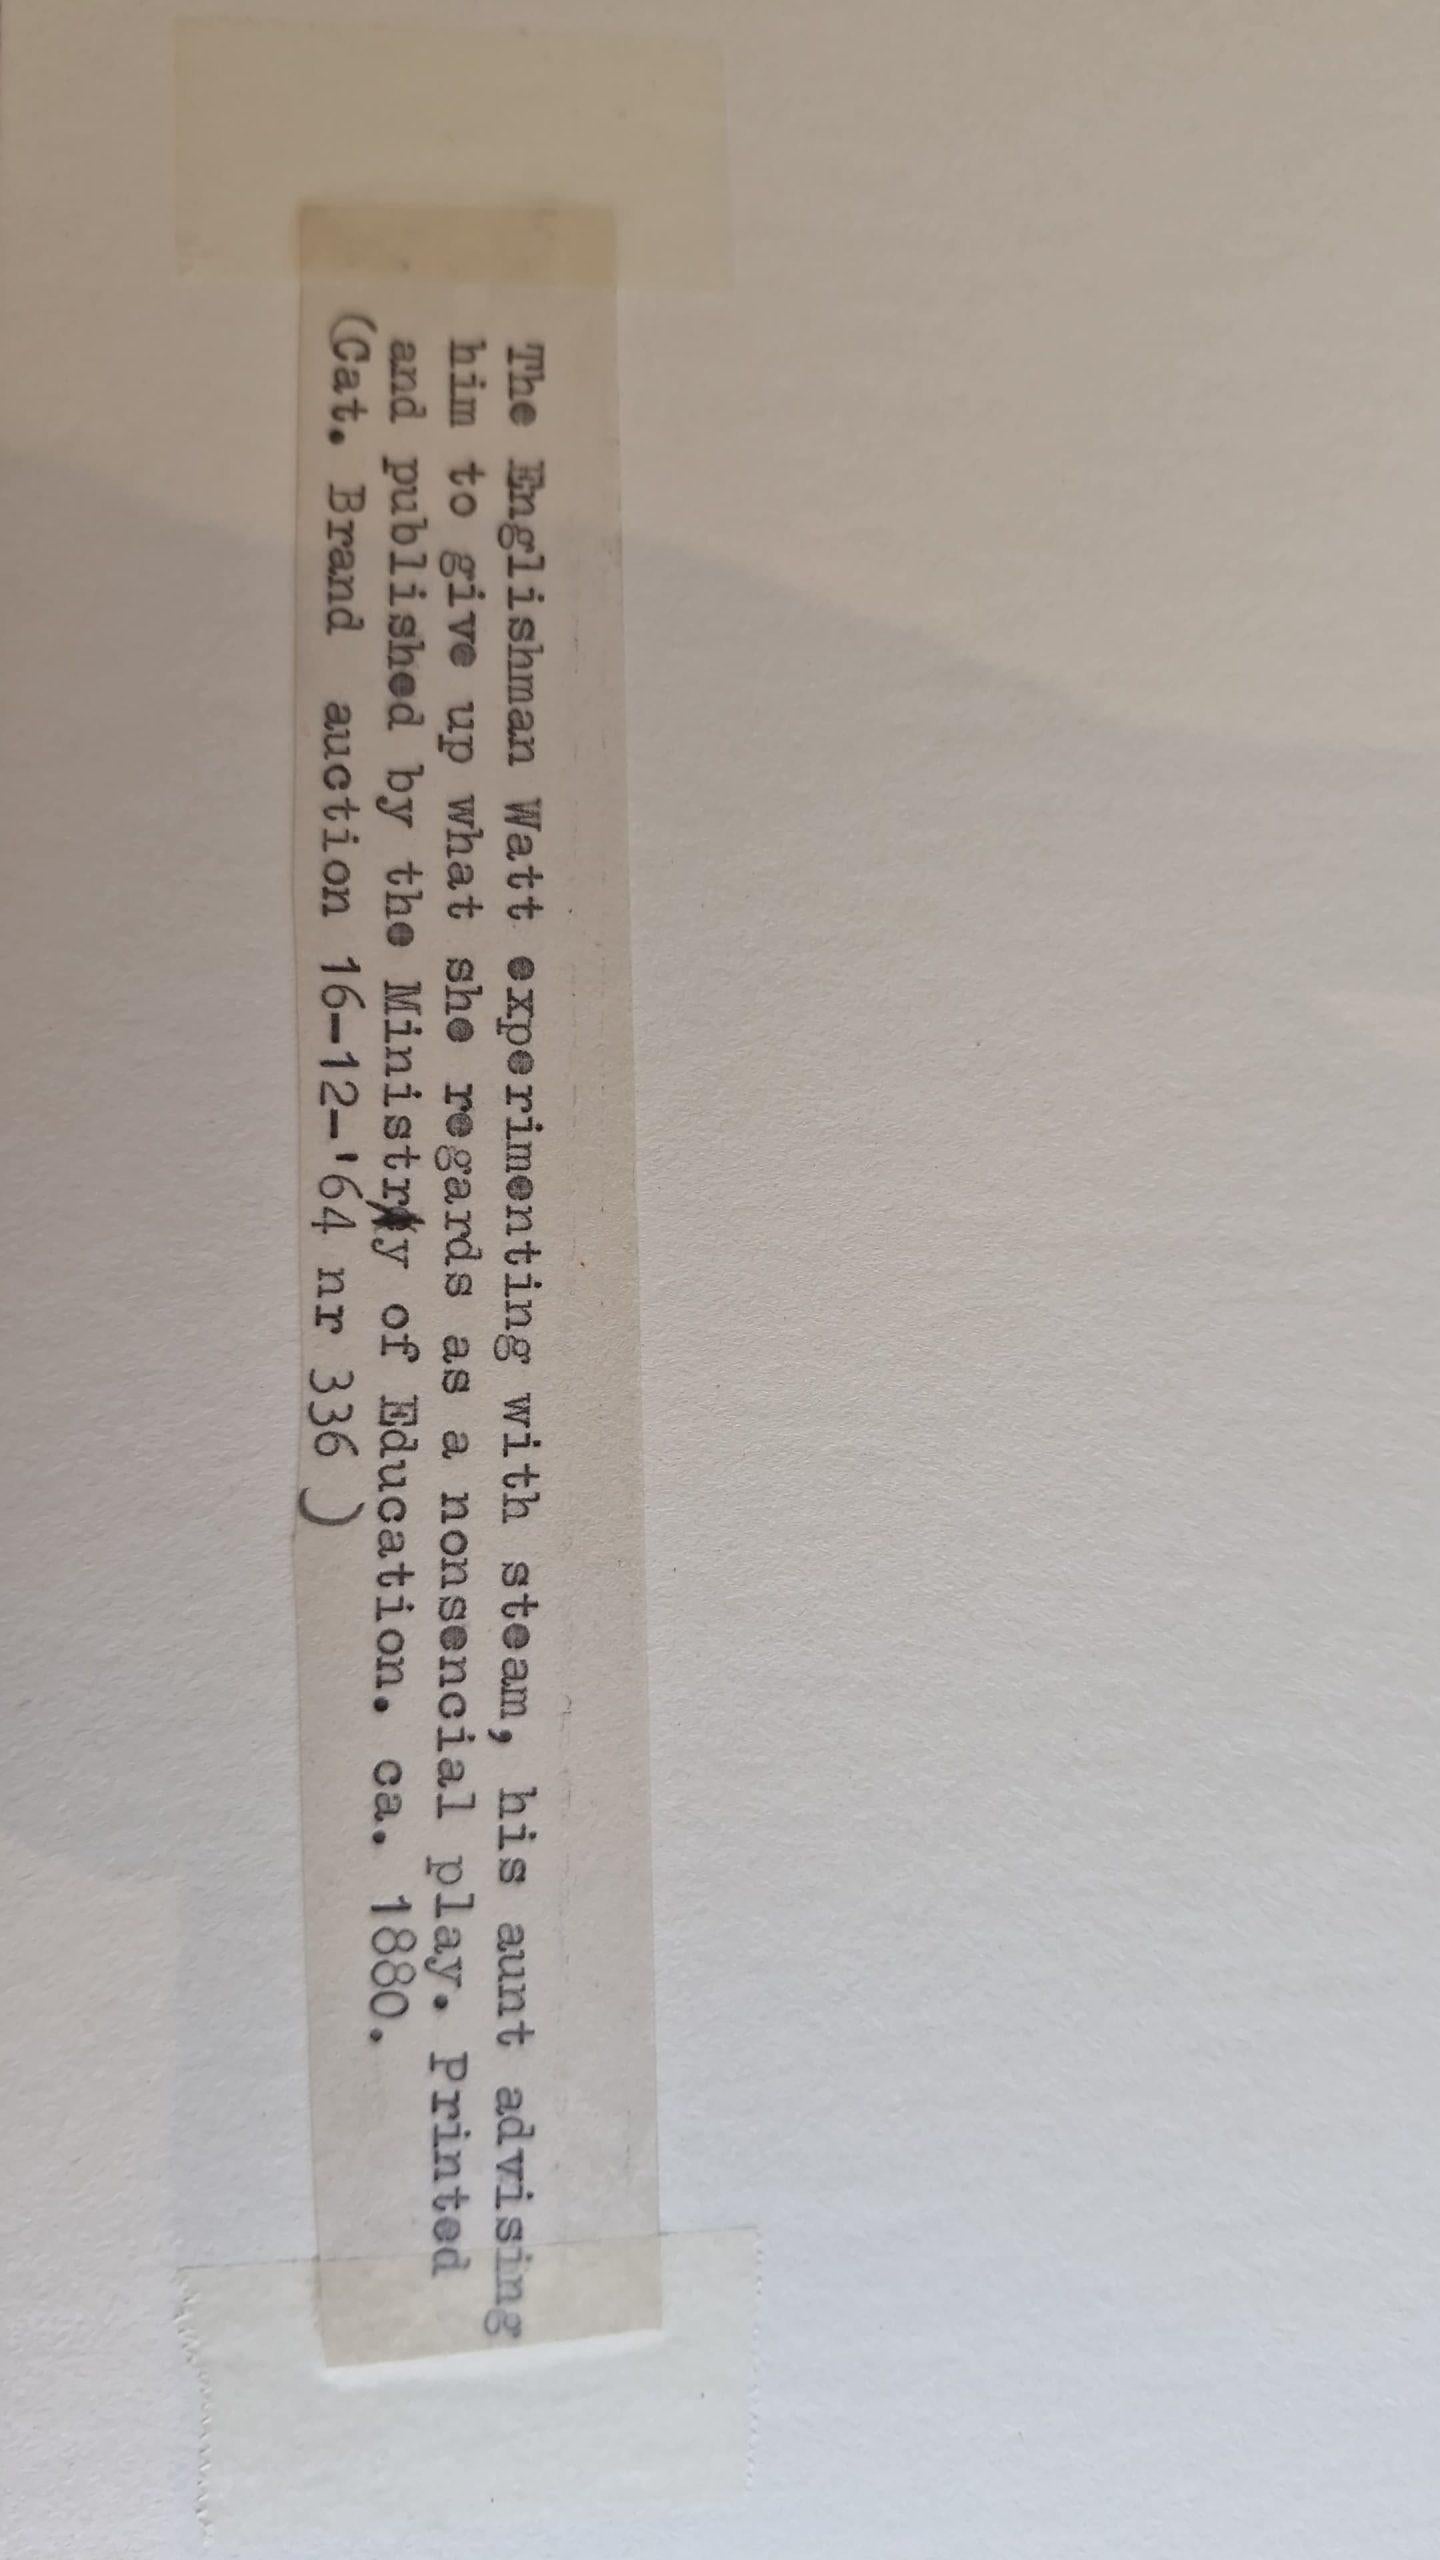 The Englishman Watt experimenting with steam, his aunt advising
him to give up what she regards as a nonsencial play. Printed
and published by the Ministry of Education. ca. 1880.
(Cat. Brand auction 16-12-'64 nr 336 )